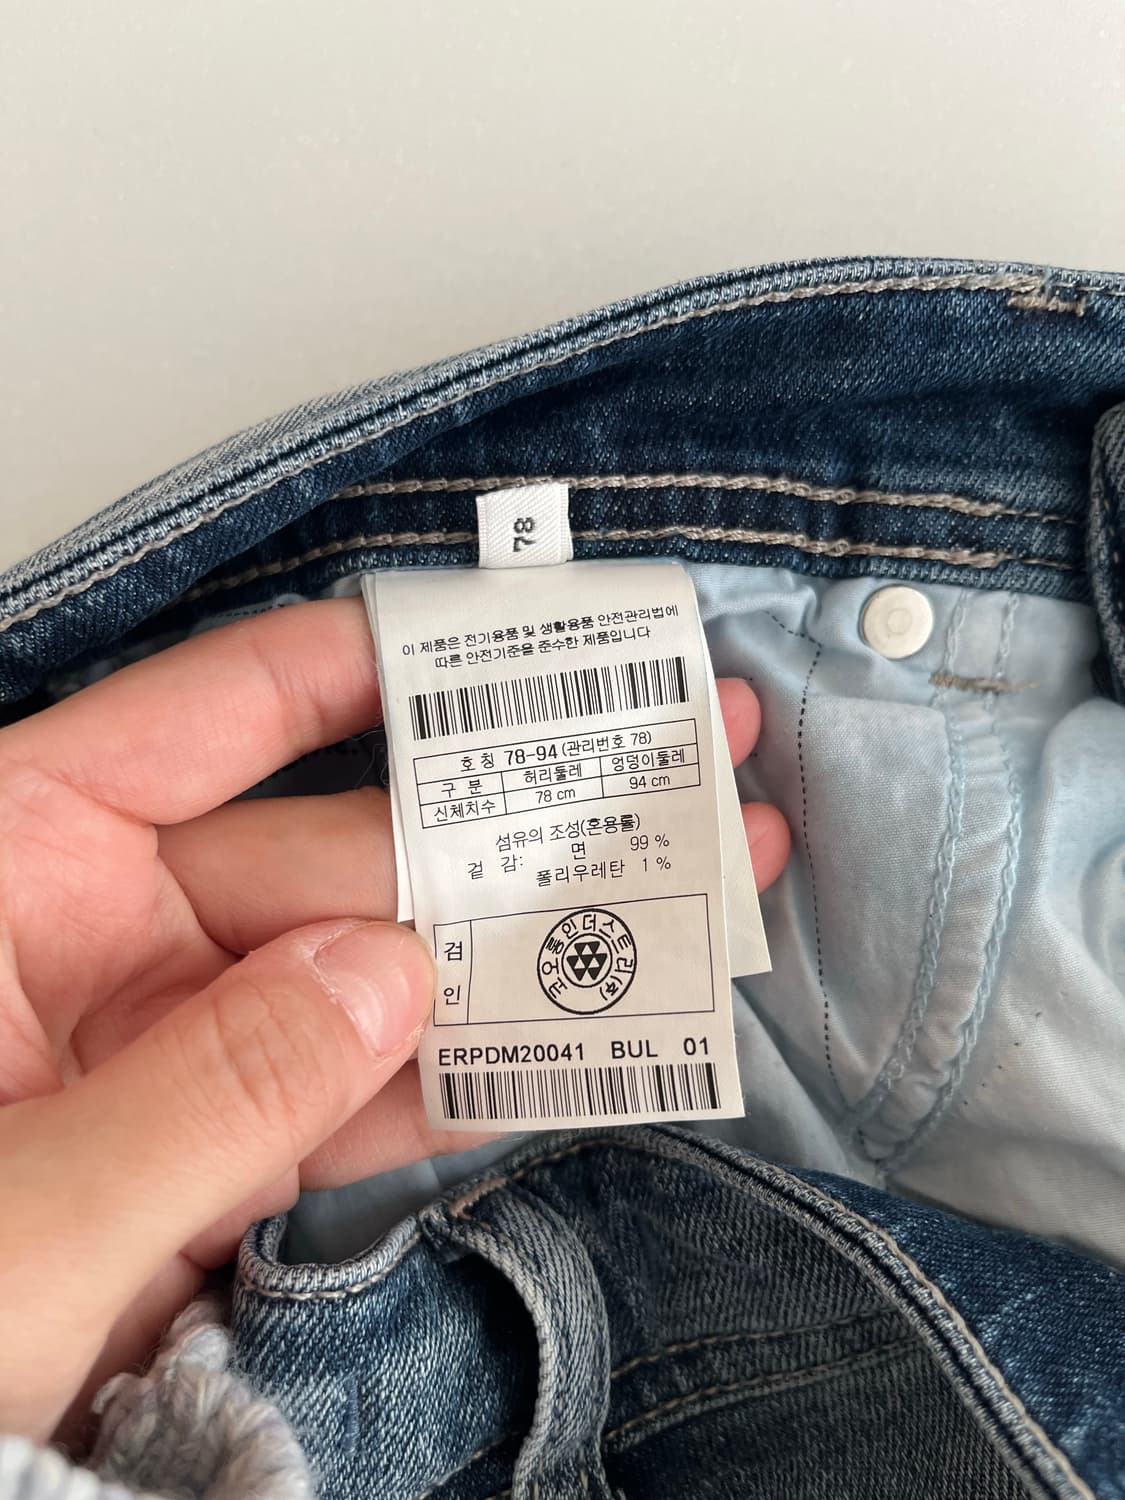 78
이 제품은 전기용품 및 생활용품 안전관리법에
따른 안전기준을 준수한 제품입니다
호 칭 78-94 (관리번호 78)
구 분 허리둘레 엉덩이둘레
신체치수 78 cm 94 cm
섬유의 조성(혼용률)
겉 감: 면 99 %
폴리우레탄 1 %
검 인
코오롱인더스트리(주)
ERPDM20041 BUL 01